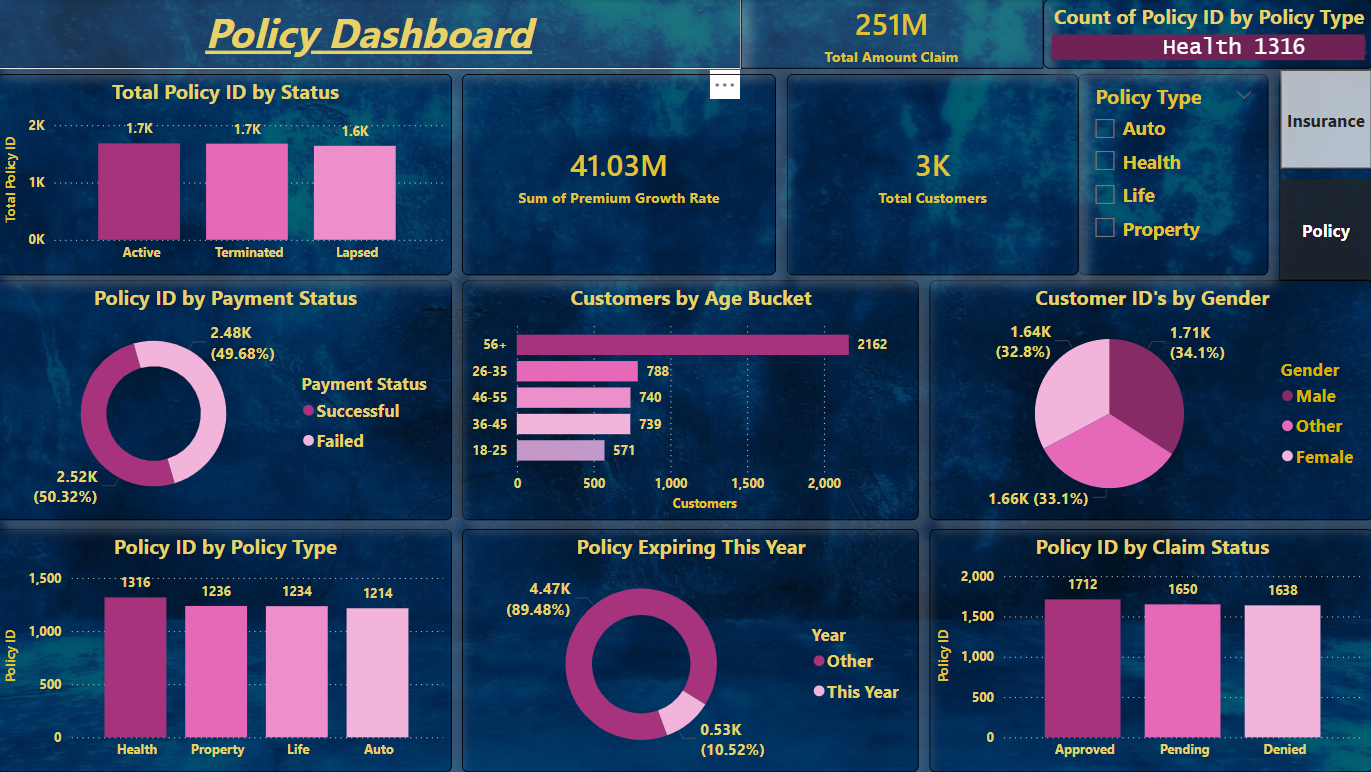 Policy Dashboard
251M
Total Amount Claim
Count of Policy ID by Policy Type
Health 1316
Total Policy ID by Status
Total Policy ID
2K
1K
0K
1.7K
1.7K
1.6K
Active
Terminated
Lapsed
41.03M
Sum of Premium Growth Rate
3K
Total Customers
Policy Type
Auto
Health
Life
Property
Insurance
Policy
Policy ID by Payment Status
2.48K
(49.68%)
2.52K
(50.32%)
Payment Status
Successful
Failed
Customers by Age Bucket
56+ 2162
26-35 788
46-55 740
36-45 739
18-25 571
0 500 1,000 1,500 2,000
Customers
Customer ID's by Gender
1.64K
(32.8%)
1.71K
(34.1%)
1.66K (33.1%)
Gender
Male
Other
Female
Policy ID by Policy Type
Policy ID
1,500
1,000
500
0
1316
1236
1234
1214
Health
Property
Life
Auto
Policy Expiring This Year
4.47K
(89.48%)
0.53K
(10.52%)
Year
Other
This Year
Policy ID by Claim Status
Policy ID
2,000
1,500
1,000
500
0
1712
1650
1638
Approved
Pending
Denied